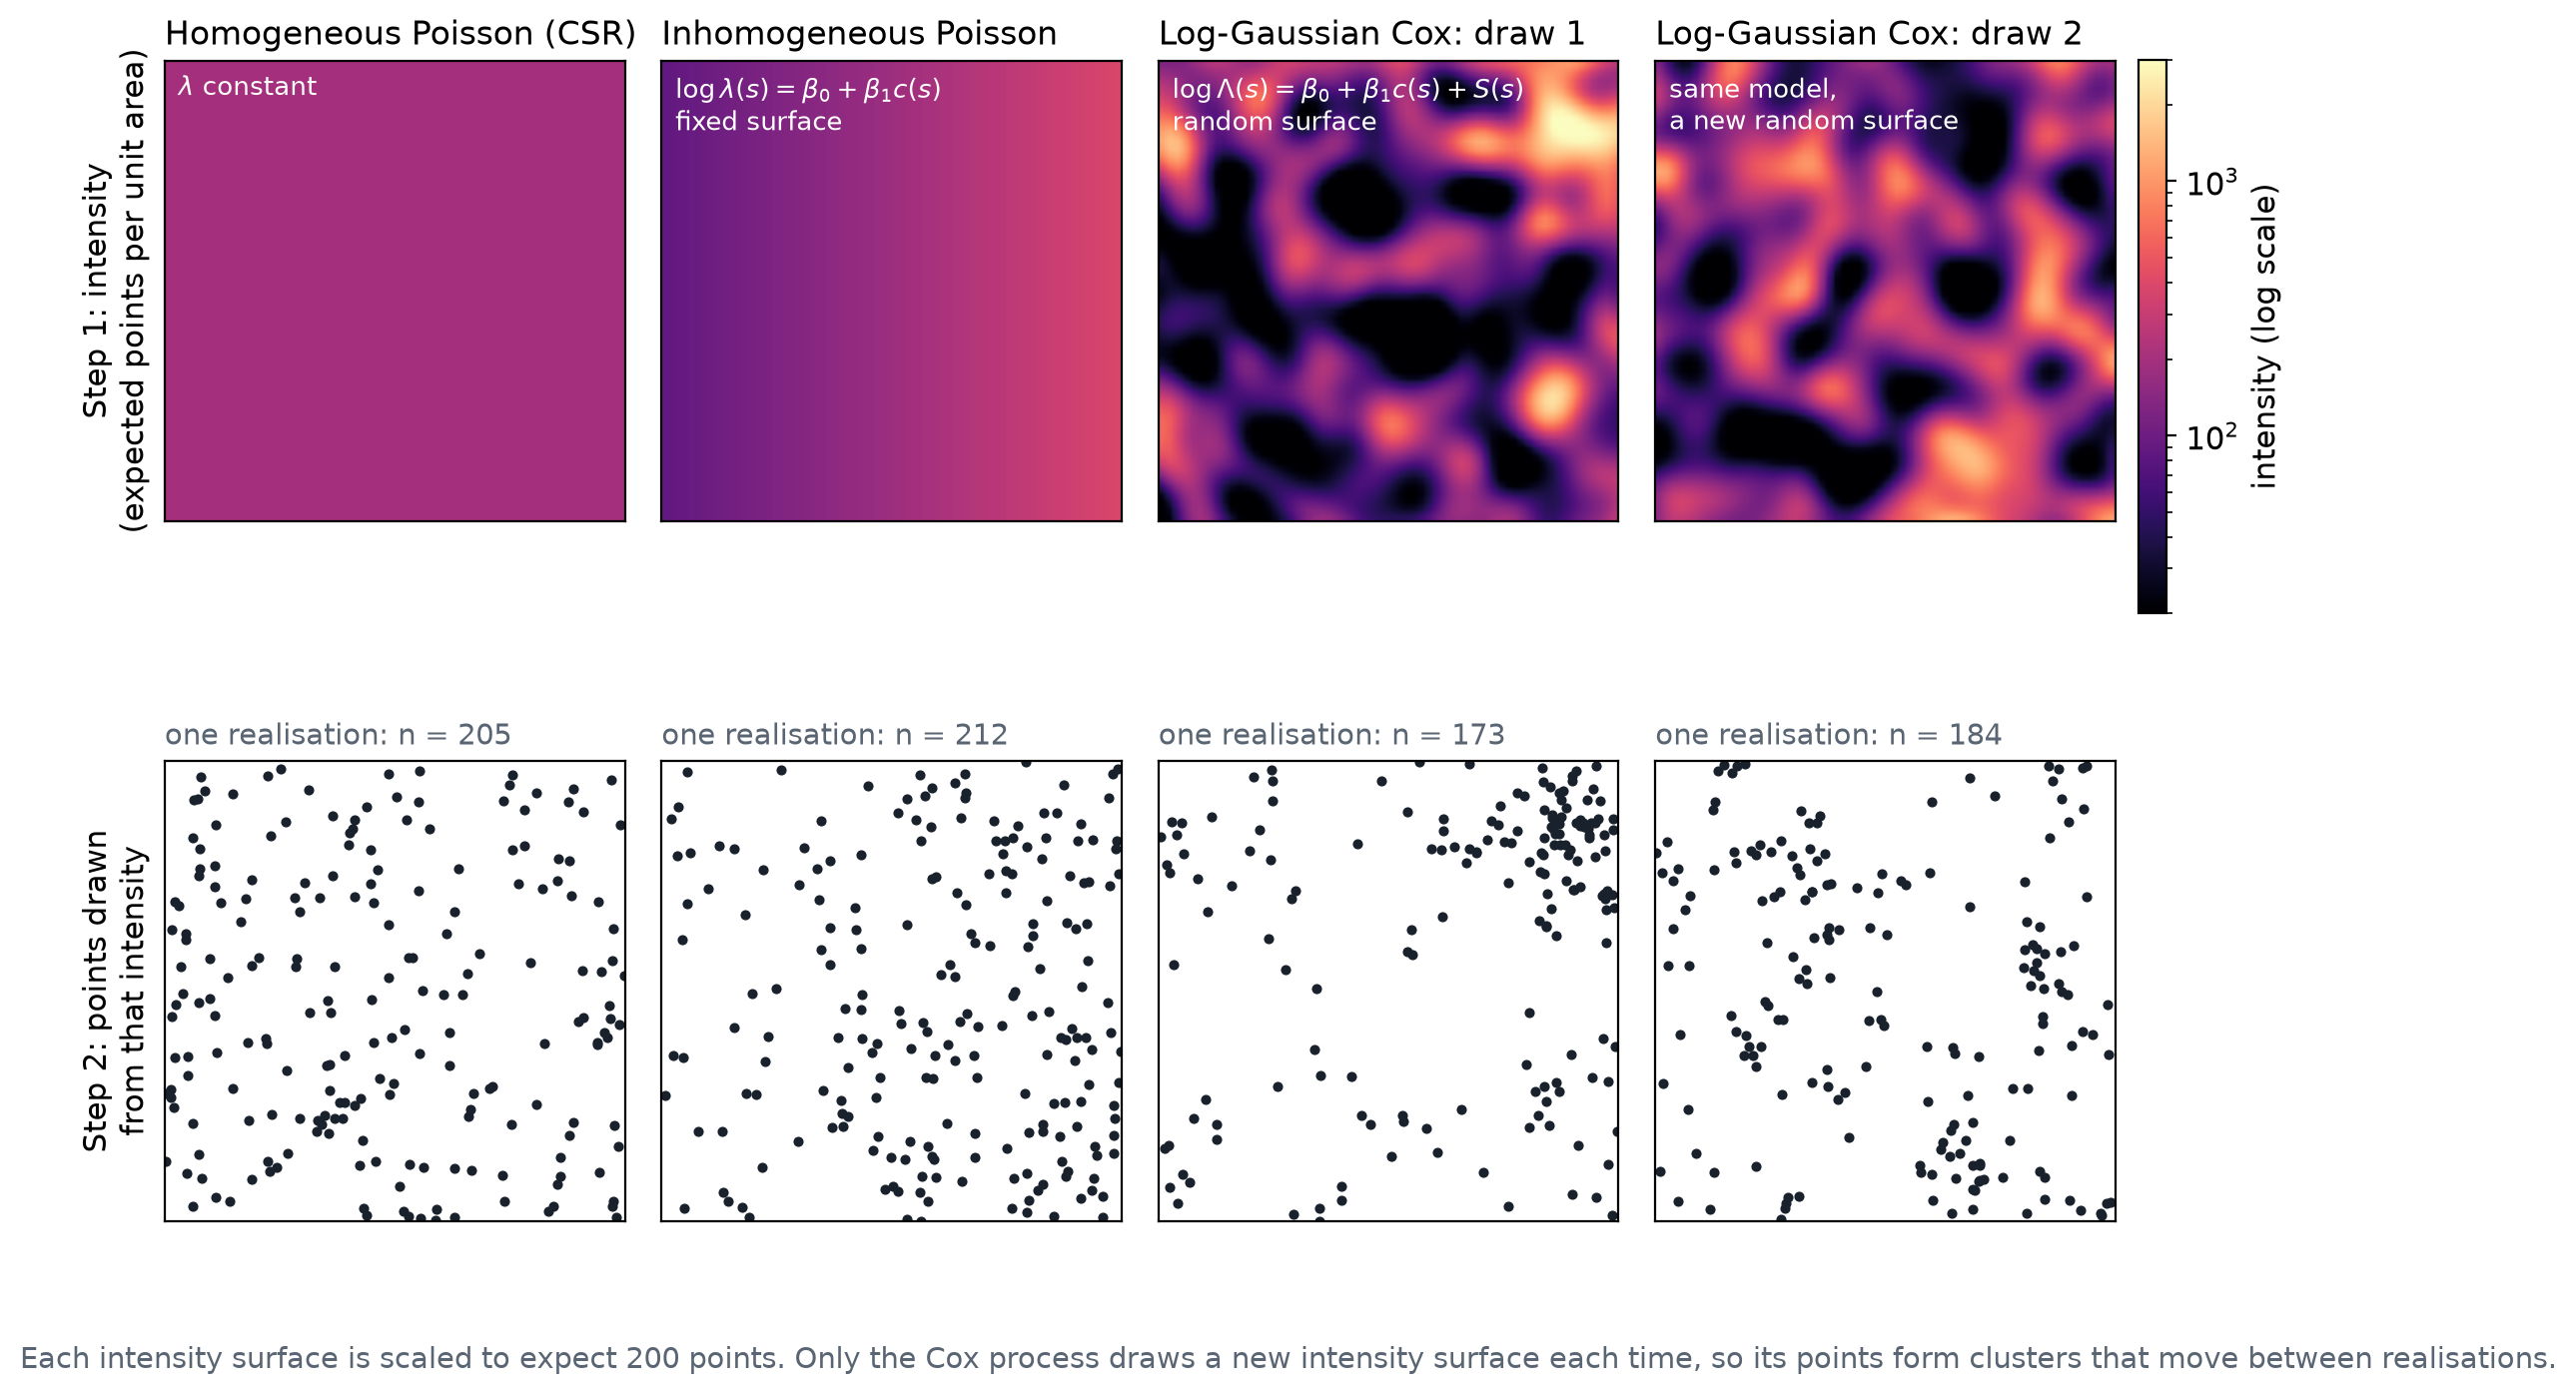 Homogeneous Poisson (CSR)
Inhomogeneous Poisson
Log-Gaussian Cox: draw 1
Log-Gaussian Cox: draw 2
Step 1: intensity
(expected points per unit area)
λ constant
log λ(s) = β₀ + β₁c(s)
fixed surface
log Λ(s) = β₀ + β₁c(s) + S(s)
random surface
same model,
a new random surface
10³
10²
intensity (log scale)
one realisation: n = 205
one realisation: n = 212
one realisation: n = 173
one realisation: n = 184
Step 2: points drawn
from that intensity
Each intensity surface is scaled to expect 200 points. Only the Cox process draws a new intensity surface each time, so its points form clusters that move between realisations.